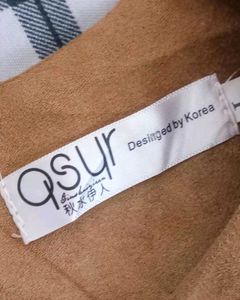 qsyr
秋水伊人
Desinged by Korea